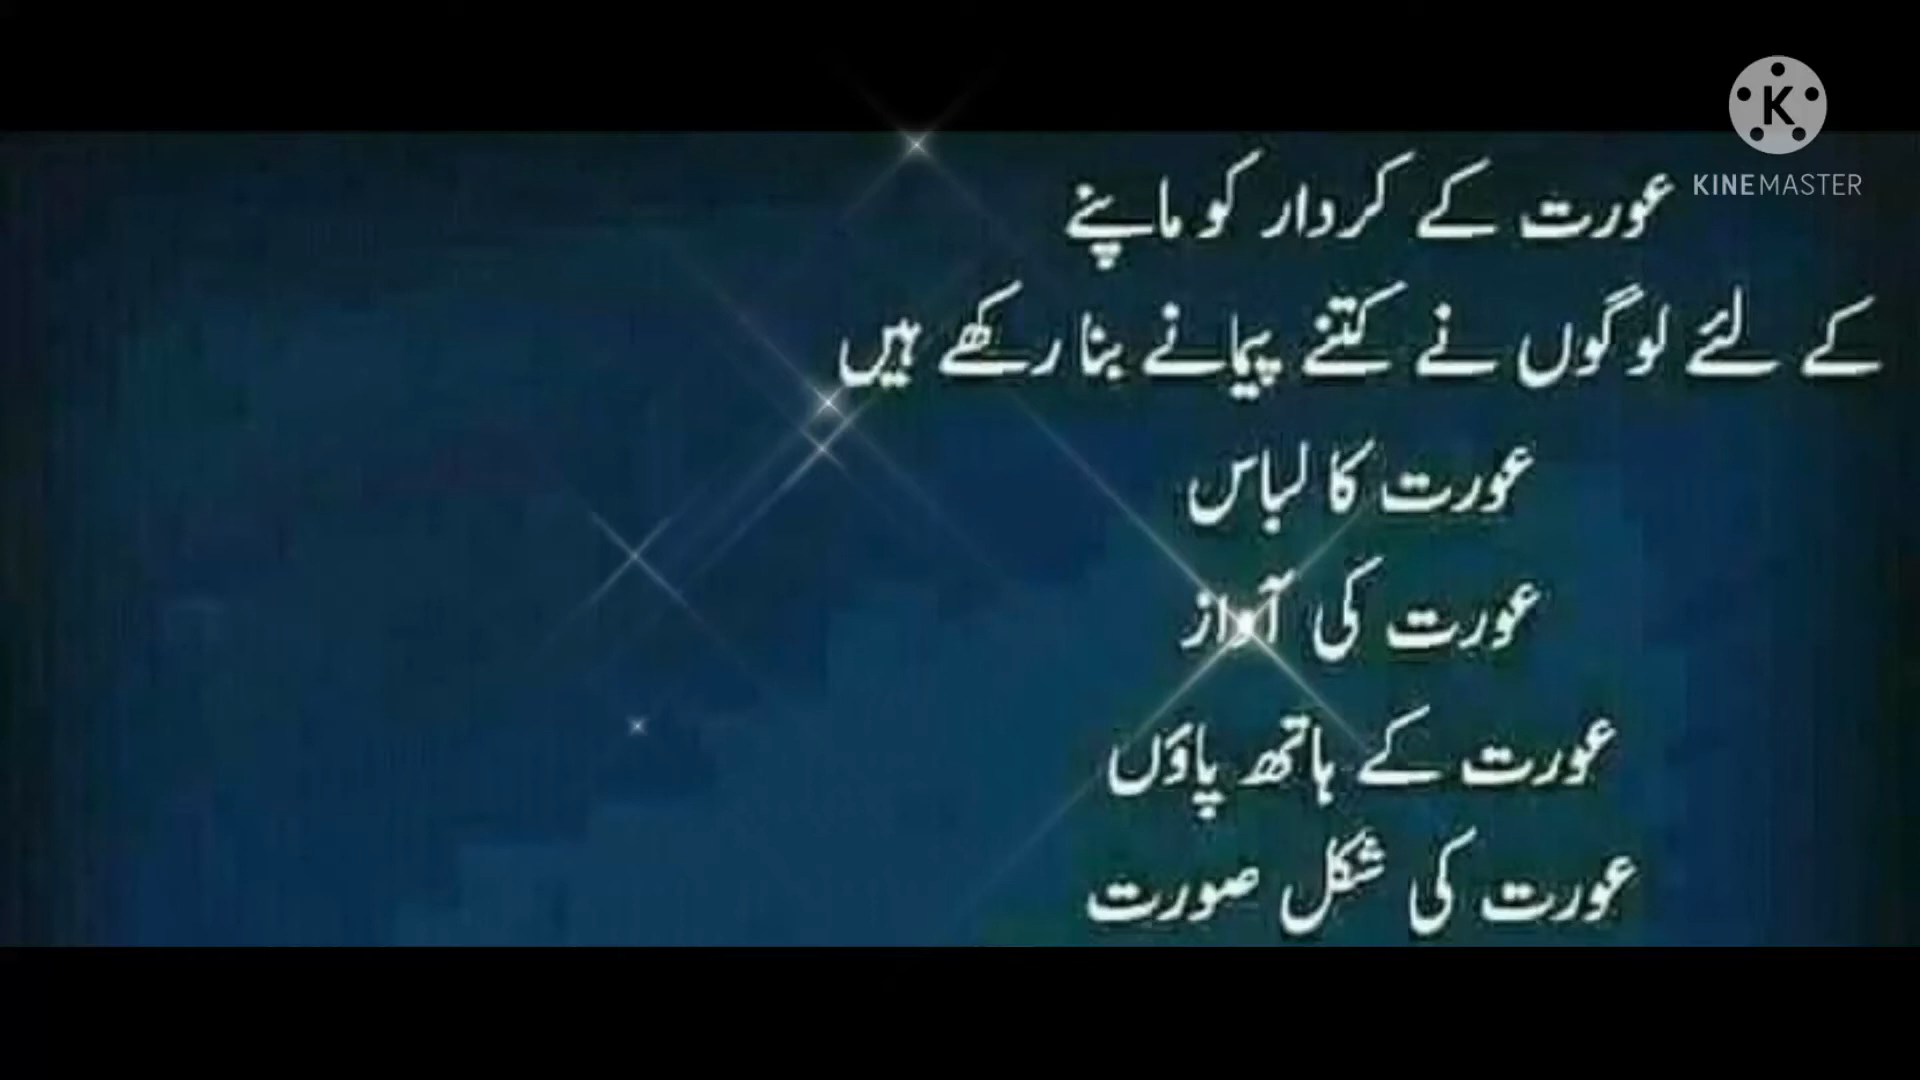 عورت کے کردار کو ماپنے
کے لئے لوگوں نے کتنے پیمانے بنا رکھے ہیں
عورت کا لباس
عورت کی آواز
عورت کے ہاتھ پاؤں
عورت کی شکل صورت
K
KINEMASTER